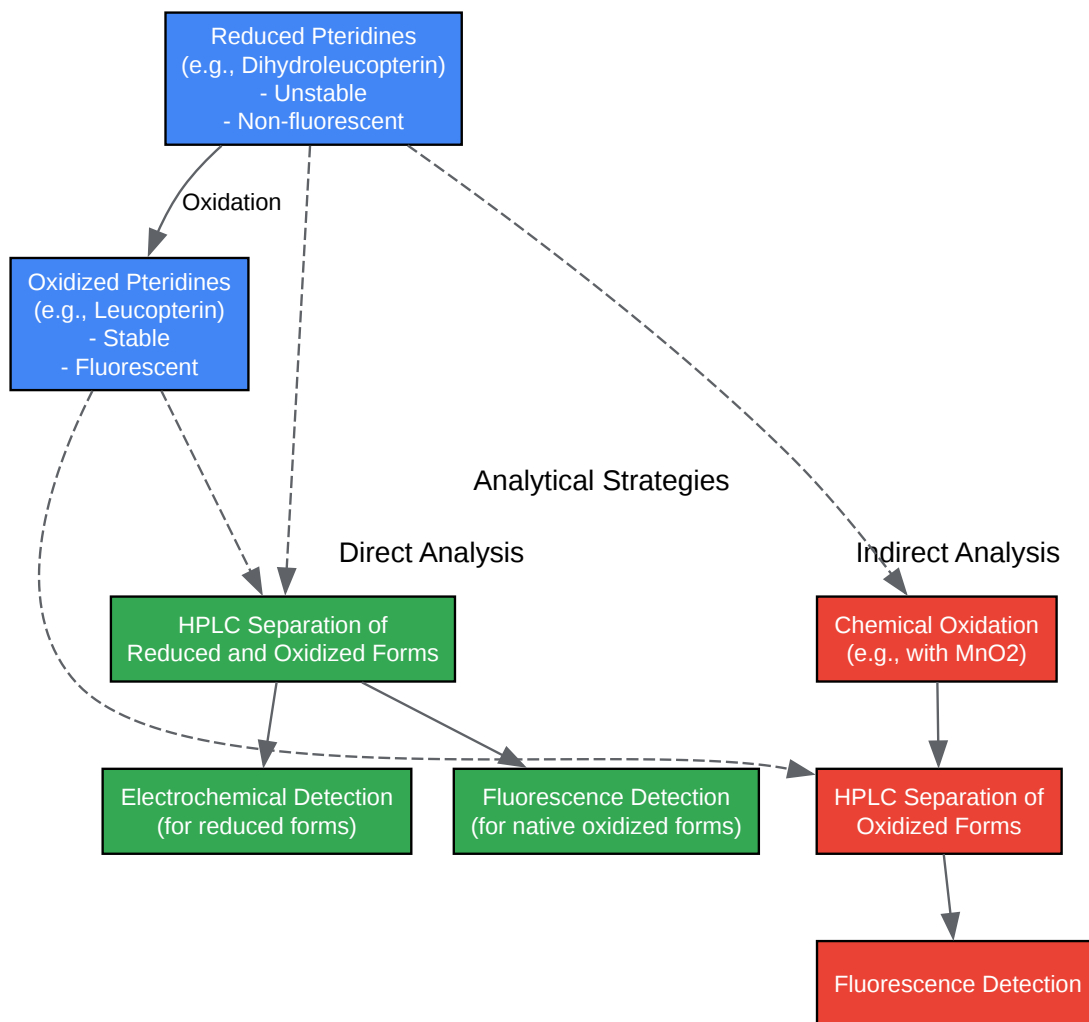 Reduced Pteridines
(e.g., Dihydroleucopterin)
- Unstable
- Non-fluorescent
Oxidation
Oxidized Pteridines
(e.g., Leucopterin)
- Stable
- Fluorescent
Analytical Strategies
Direct Analysis
Indirect Analysis
HPLC Separation of
Reduced and Oxidized Forms
Chemical Oxidation
(e.g., with MnO2)
Electrochemical Detection
(for reduced forms)
Fluorescence Detection
(for native oxidized forms)
HPLC Separation of
Oxidized Forms
Fluorescence Detection